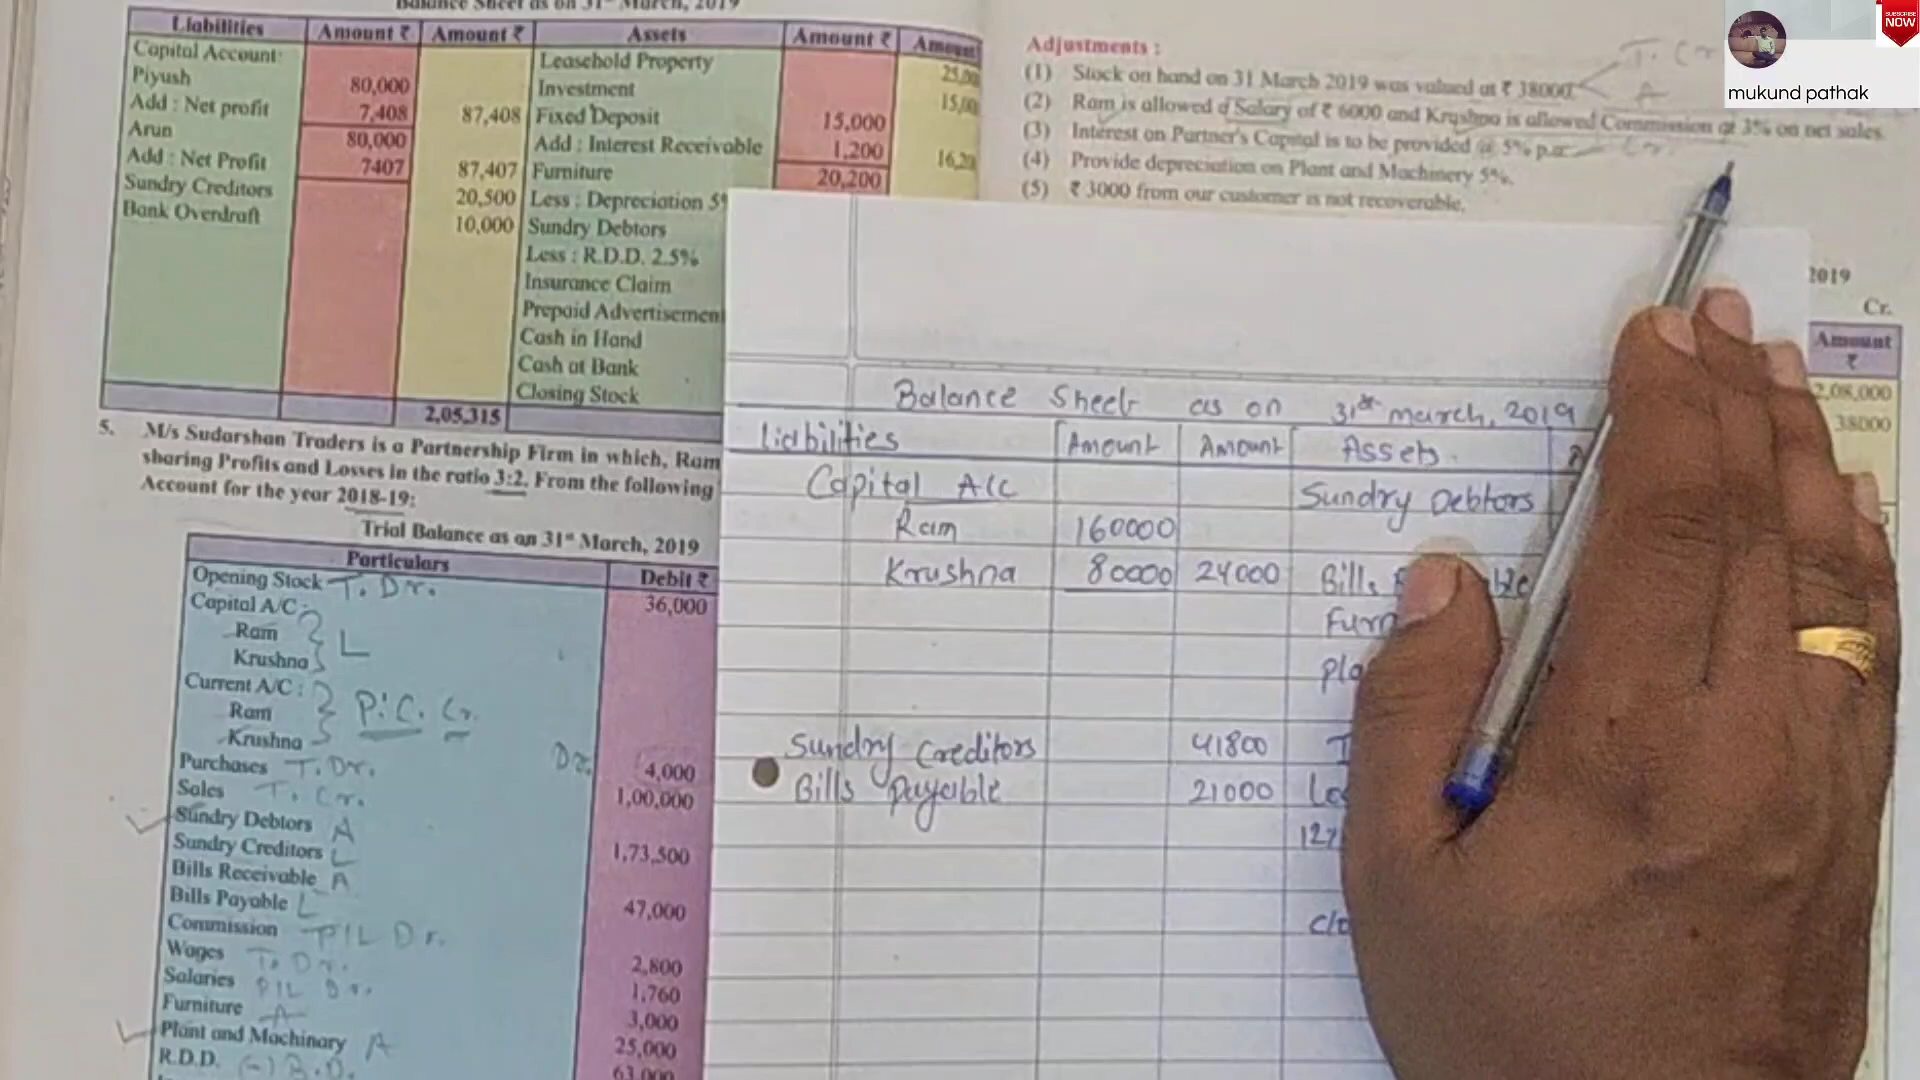 Balance Sheet as on 31st March, 2019
Liabilities Amount ₹ Amount ₹ Assets Amount ₹ Amount
Capital Account: Leasehold Property
Piyush 80,000 Investment
Add : Net profit 7,408 87,408 Fixed Deposit 15,000
Arun 80,000 Add : Interest Receivable 1,200
Add : Net Profit 7407 87,407 Furniture 20,200
Sundry Creditors 20,500 Less : Depreciation
Bank Overdraft 10,000 Sundry Debtors
Less : R.D.D. 2.5%
Insurance Claim
Prepaid
Cash in Hand
Cash at Bank
Closing Stock
2,05,315
5. M/s Sudarshan Traders is a Partnership Firm in which, Ram
sharing Profits and Losses in the ratio 3:2. From the following
Account for the year 2018-19:
Trial Balance as an 31st March, 2019
Particulars Debit ₹
Opening Stock T. Dr. 36,000
Capital A/C :
Ram
Krushna L
Current A/C :
Ram P.C. Cr.
Krushna Dr. 4,000
Purchases T. Dr. 1,00,000
Sales T. Cr.
Sundry Debtors A 1,73,500
Sundry Creditors L
Bills Receivable A 47,000
Bills Payable L
Commission P/L Dr. 2,800
Wages T. Dr. 1,760
Salaries P/L Dr. 3,000
Furniture A 25,000
Plant and Machinary A 63,000
R.D.D. (-) B.D.
Adjustments :
(1) Stock on hand on 31 March 2019 was valued at ₹ 38000. T. Cr
A
(2) Ram is allowed a Salary of ₹ 6000 and Krushna is allowed Commission at 3% on net sales.
(3) Interest on Partner's Capital is to be provided @ 5% p.a.
(4) Provide depreciation on Plant and Machinery 5%.
(5) ₹ 3000 from our customer is not recoverable.
2019
Cr.
Amount
₹
2,08,000
38000
Balance Sheet as on 31st march, 2019
Liabilities Amount Amount Assets
Capital A/C Sundry Debtors
Ram 160000
Krushna 80000 24000 Bills
Sundry Creditors 41800
Bills Payable 21000
SUBSCRIBE
NOW
mukund pathak